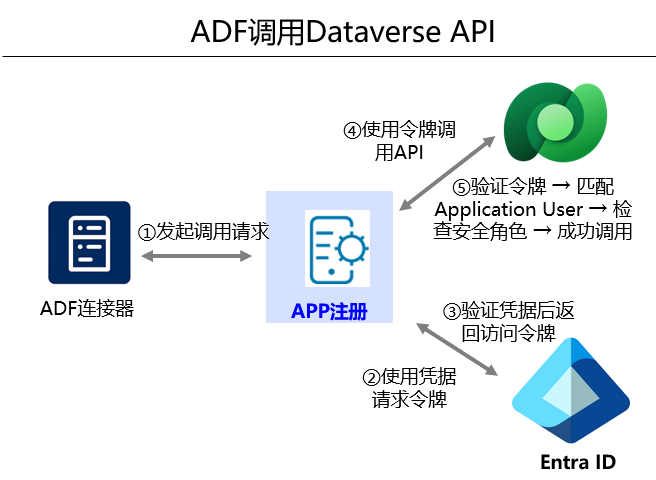 ADF调用Dataverse API
④使用令牌调
用API
⑤验证令牌 → 匹配
Application User → 检
查安全角色 → 成功调用
①发起调用请求
ADF连接器
APP注册
③验证凭据后返
回访问令牌
②使用凭据
请求令牌
Entra ID